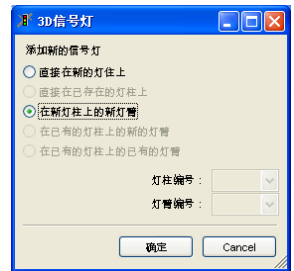 3D信号灯
添加新的信号灯
直接在新的灯住上
直接在已存在的灯柱上
在新灯柱上的新灯臂
在已有的灯柱上的新的灯臂
在已有的灯柱上的已有的灯臂
灯柱编号：
灯臂编号：
确定 Cancel